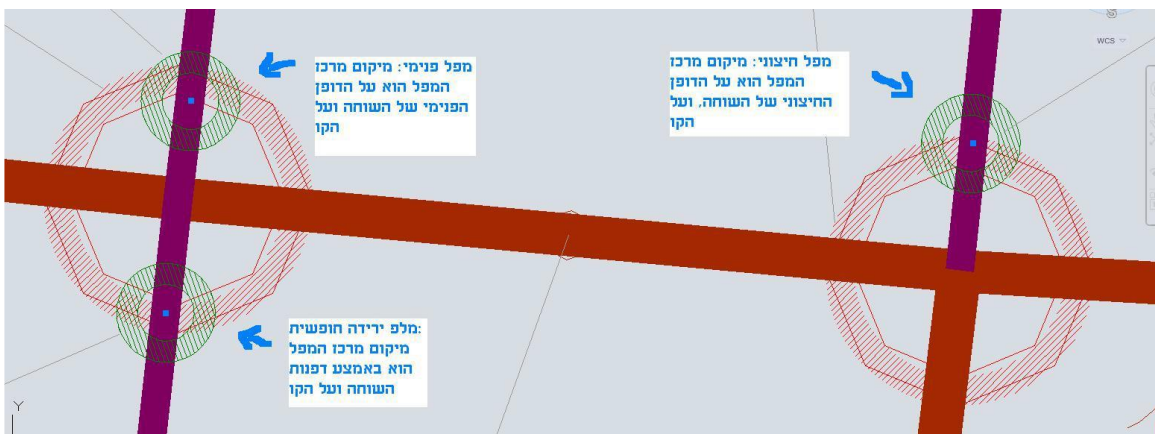 S
WCS
מפל פנימי: מיקום מרכז
המפל הוא על הדופן
הפנימי של השוחה ועל
הקו
מפל חיצוני: מיקום מרכז
המפל הוא על הדופן
החיצוני של השוחה, ועל
הקו
מלפ ירידה חופשית:
מיקום מרכז המפל
הוא באמצע דפנות
השוחה ועל הקו
Y